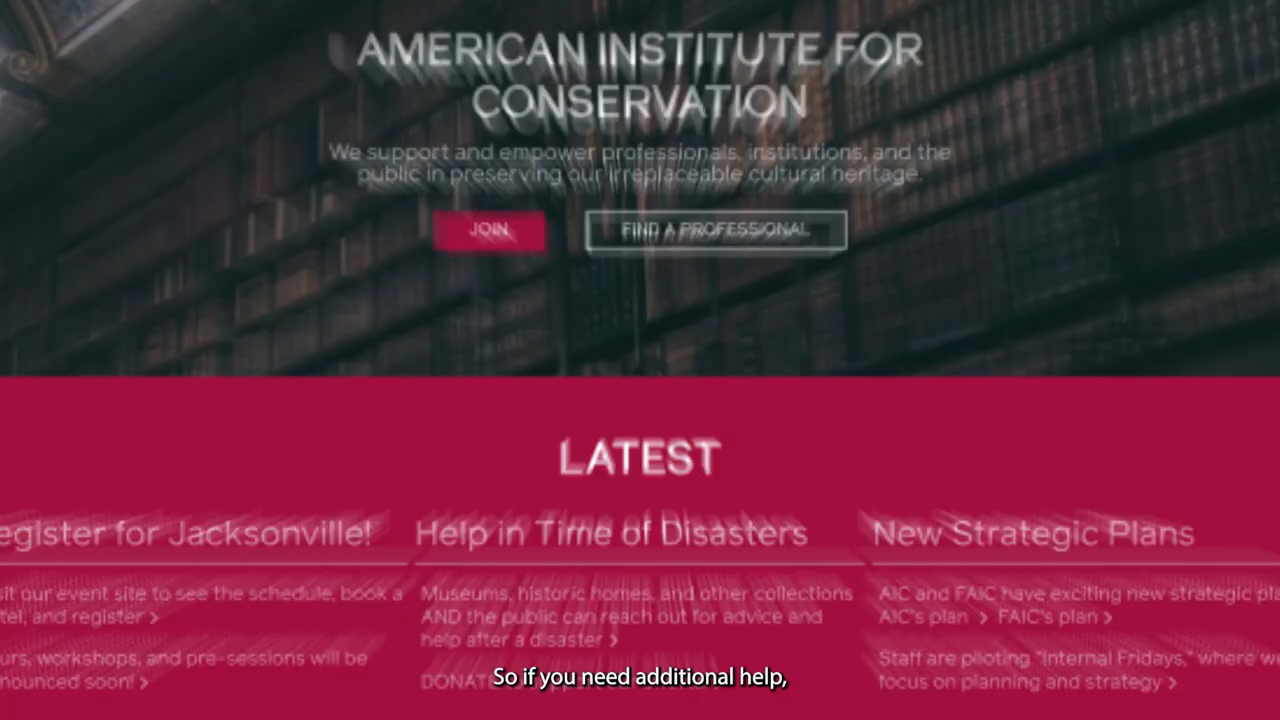 AMERICAN INSTITUTE FOR
CONSERVATION
We support and empower professionals, institutions, and the
public in preserving our irreplaceable cultural heritage.
JOIN
FIND A PROFESSIONAL
LATEST
egister for Jacksonville!
sit our event site to see the schedule, book a
tel, and register >
urs, workshops, and pre-sessions will be
nounced soon! >
Help in Time of Disasters
Museums, historic homes, and other collections
AND the public can reach out for advice and
help after a disaster >
DONAT
New Strategic Plans
AIC and FAIC have exciting new strategic pla
AIC's plan > FAIC's plan >
Staff are piloting "Internal Fridays," where w
focus on planning and strategy >
So if you need additional help,